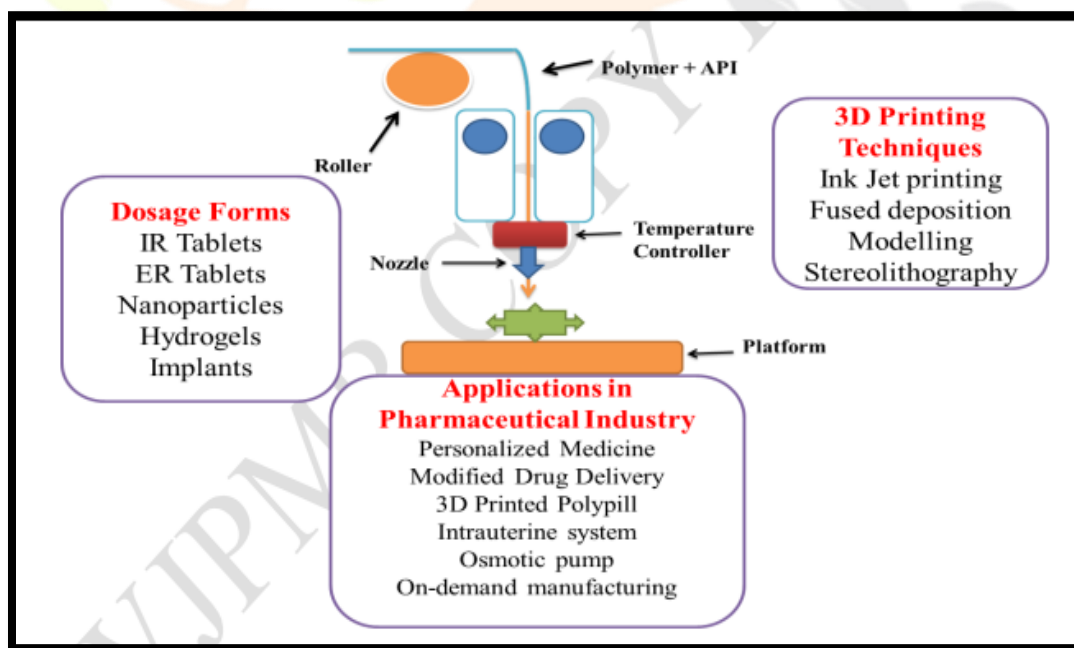 Polymer + API
Roller
3D Printing
Techniques
Ink Jet printing
Fused deposition
Modelling
Stereolithography
Dosage Forms
IR Tablets
ER Tablets
Nanoparticles
Hydrogels
Implants
Temperature
Controller
Nozzle
Platform
Applications in
Pharmaceutical Industry
Personalized Medicine
Modified Drug Delivery
3D Printed Polypill
Intrauterine system
Osmotic pump
On-demand manufacturing